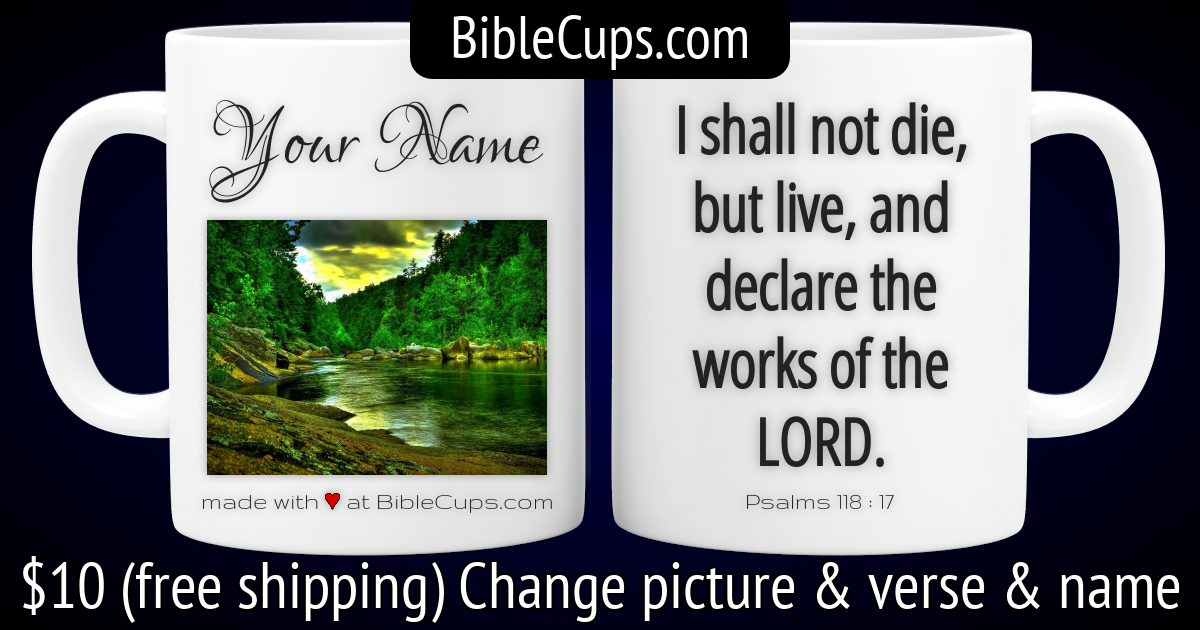 BibleCups.com
Your Name
made with ♥ at BibleCups.com
I shall not die,
but live, and
declare the
works of the
LORD.
Psalms 118 : 17
$10 (free shipping) Change picture & verse & name